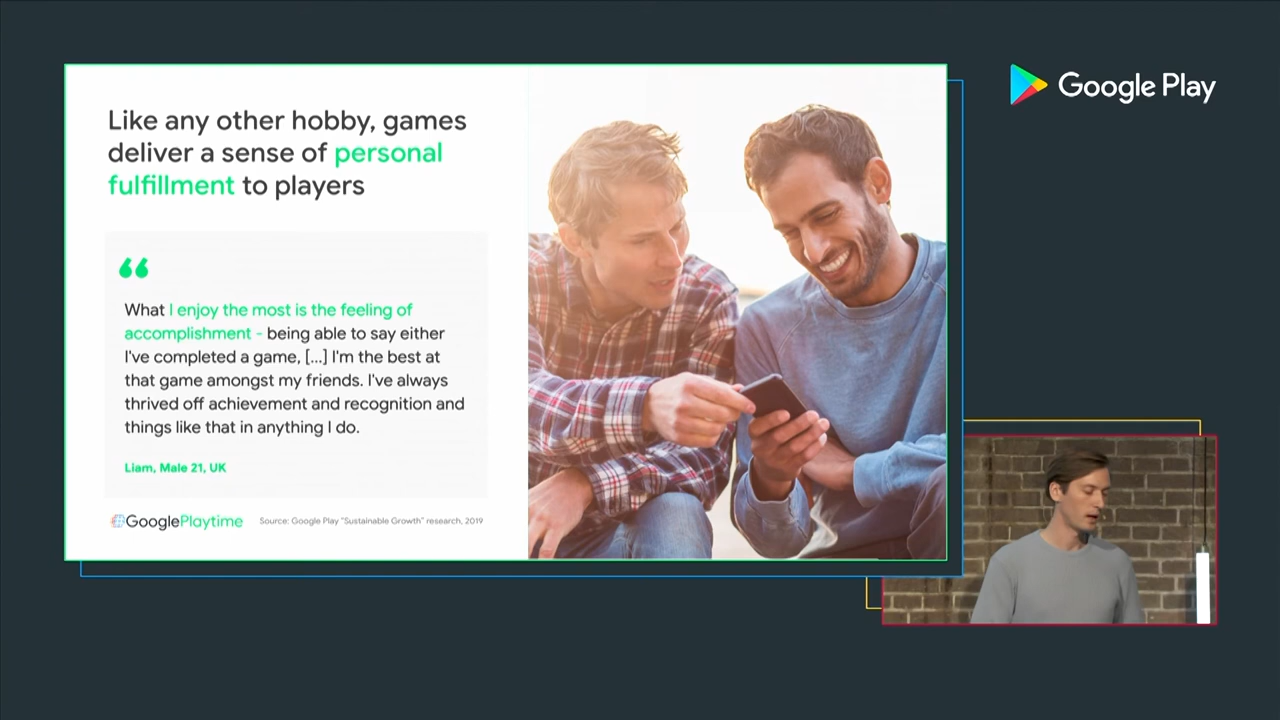 Like any other hobby, games
deliver a sense of personal
fulfillment to players
“
What I enjoy the most is the feeling of
accomplishment - being able to say either
I've completed a game, [...] I'm the best at
that game amongst my friends. I've always
thrived off achievement and recognition and
things like that in anything I do.
Liam, Male 21, UK
GooglePlaytime
Source: Google Play "Sustainable Growth" research, 2019
Google Play